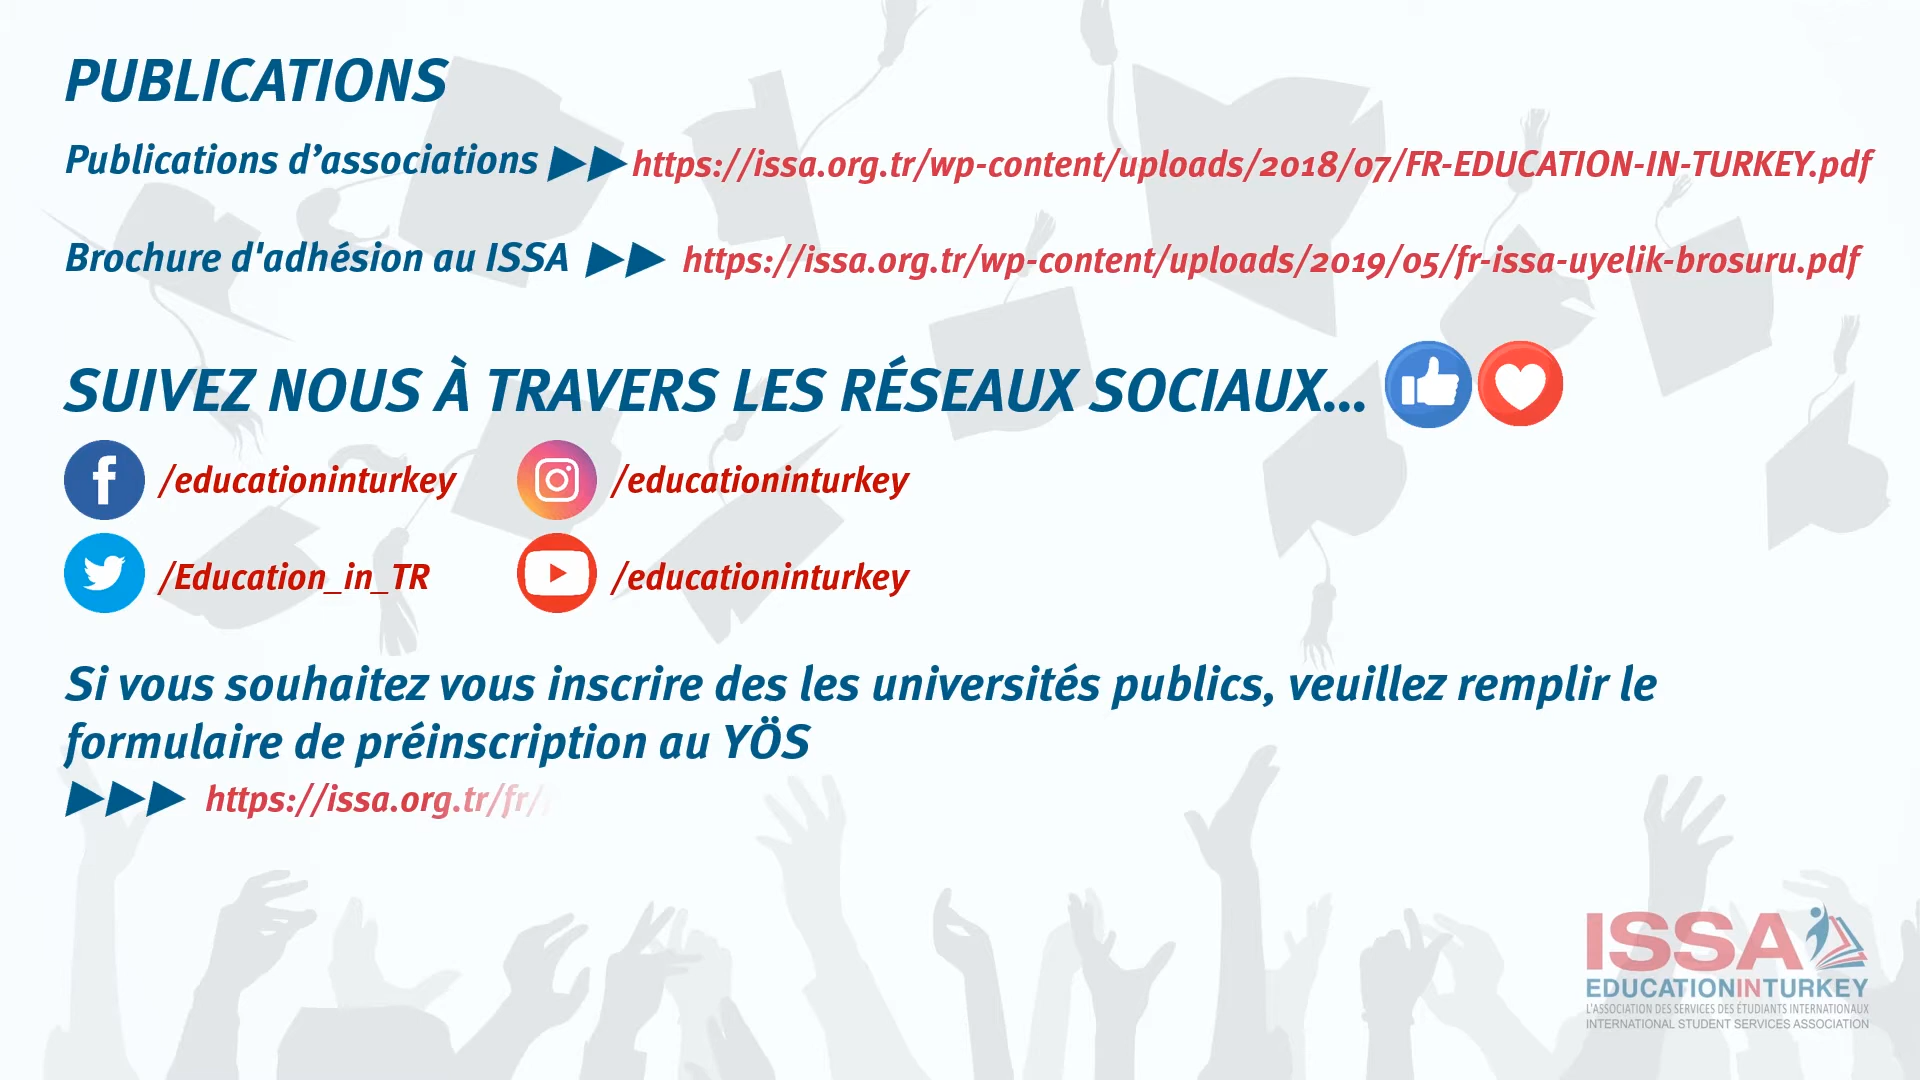 PUBLICATIONS
Publications d’associations ▶▶ https://issa.org.tr/wp-content/uploads/2018/07/FR-EDUCATION-IN-TURKEY.pdf
Brochure d'adhésion au ISSA ▶▶ https://issa.org.tr/wp-content/uploads/2019/05/fr-issa-uyelik-brosuru.pdf
SUIVEZ NOUS À TRAVERS LES RÉSEAUX SOCIAUX...
/educationinturkey /educationinturkey
/Education_in_TR /educationinturkey
Si vous souhaitez vous inscrire des les universités publics, veuillez remplir le
formulaire de préinscription au YÖS
▶▶▶ https://issa.org.tr/fr/
ISSA
EDUCATIONINTURKEY
L'ASSOCIATION DES SERVICES DES ÉTUDIANTS INTERNATIONAUX
INTERNATIONAL STUDENT SERVICES ASSOCIATION